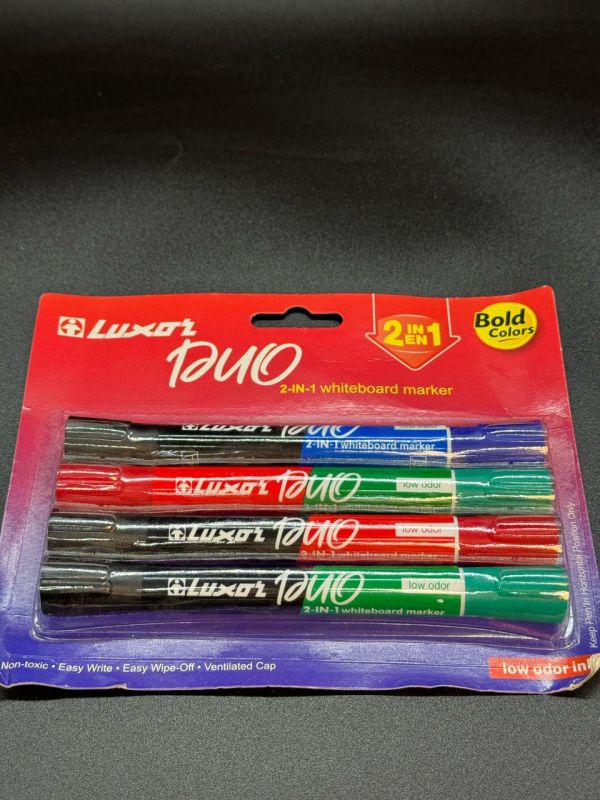 Luxor
DUO
2-IN-1 whiteboard marker
2 IN
EN 1
Bold
Colors
Luxor DUO
2-IN-1 whiteboard marker
Luxor DUO
low odor
Luxor DUO
low odor
2-IN-1 whiteboard marker
Luxor DUO
low odor
2-IN-1 whiteboard marker
Keep Pen in Horizontal Position Only
Non-toxic • Easy Write • Easy Wipe-Off • Ventilated Cap
low odor in